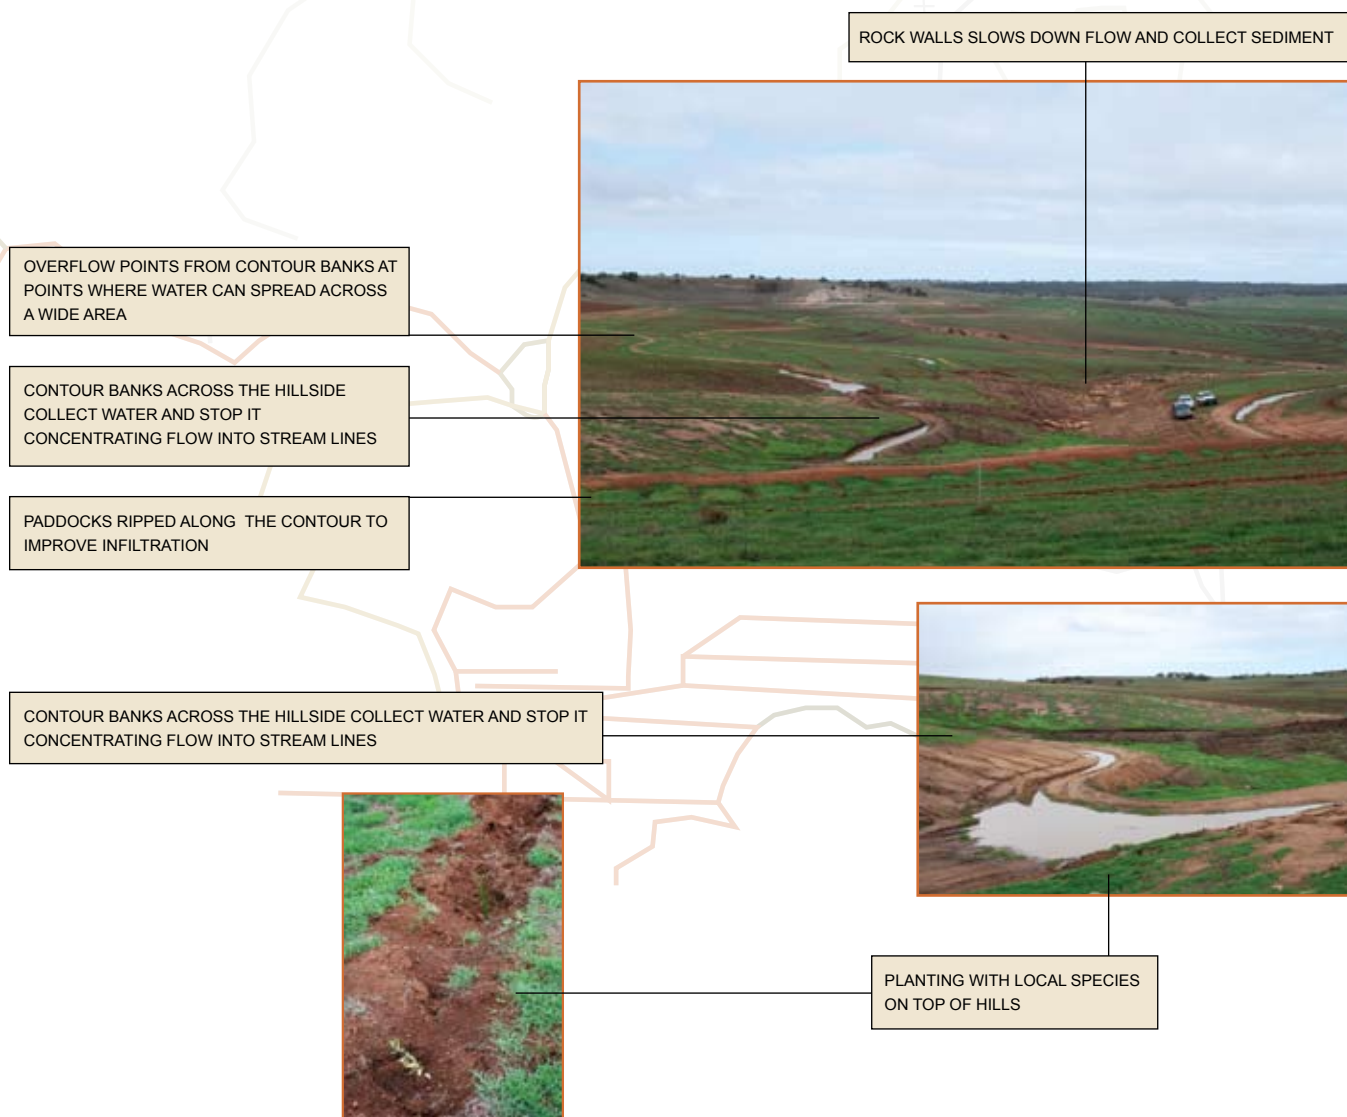 ROCK WALLS SLOWS DOWN FLOW AND COLLECT SEDIMENT
OVERFLOW POINTS FROM CONTOUR BANKS AT
POINTS WHERE WATER CAN SPREAD ACROSS
A WIDE AREA
CONTOUR BANKS ACROSS THE HILLSIDE
COLLECT WATER AND STOP IT
CONCENTRATING FLOW INTO STREAM LINES
PADDOCKS RIPPED ALONG THE CONTOUR TO
IMPROVE INFILTRATION
CONTOUR BANKS ACROSS THE HILLSIDE COLLECT WATER AND STOP IT
CONCENTRATING FLOW INTO STREAM LINES
PLANTING WITH LOCAL SPECIES
ON TOP OF HILLS